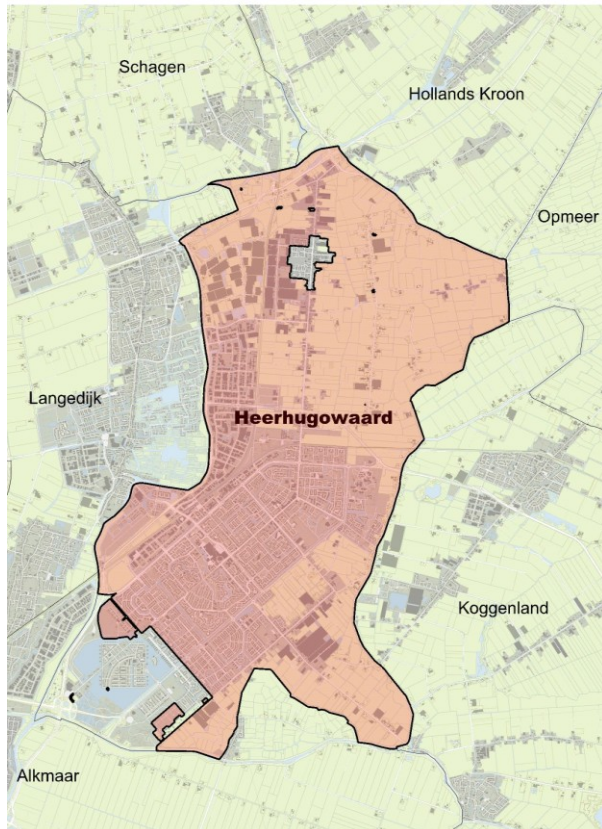 Schagen
Hollands Kroon
Opmeer
Langedijk
Heerhugowaard
Koggenland
Alkmaar